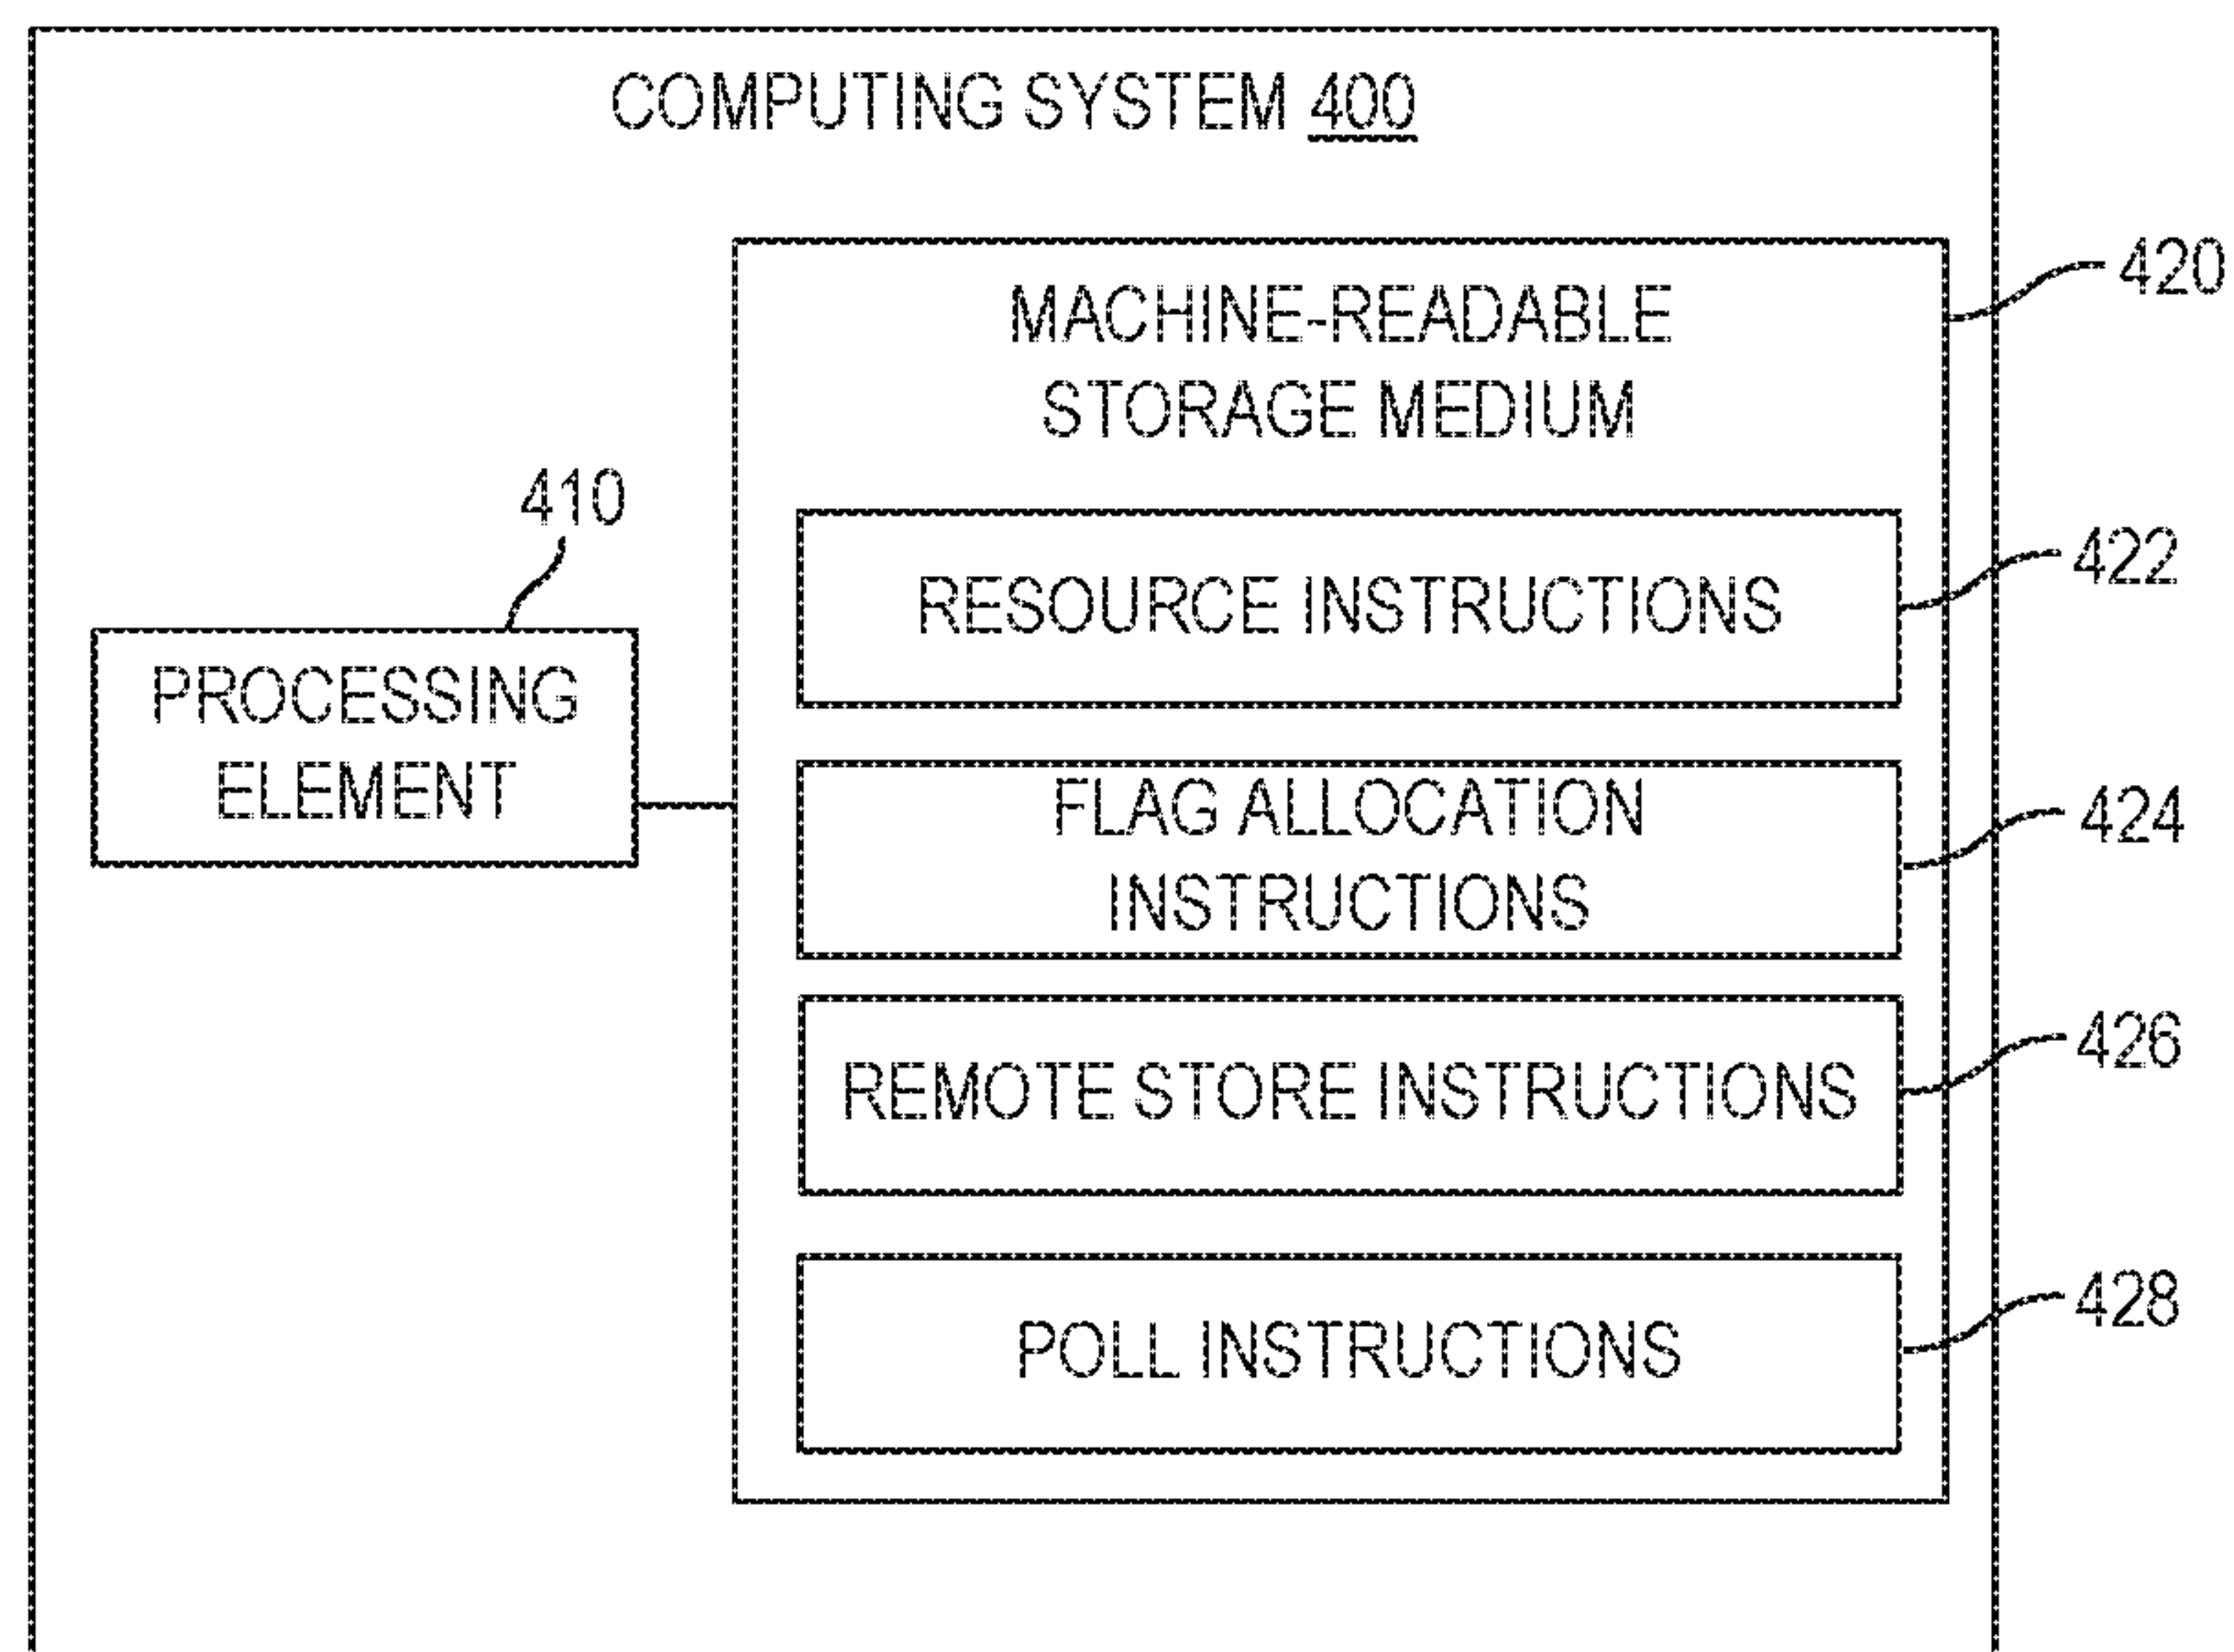 COMPUTING SYSTEM 400
420
MACHINE-READABLE
STORAGE MEDIUM
410
422
RESOURCE INSTRUCTIONS
PROCESSING
ELEMENT
424
FLAG ALLOCATION
INSTRUCTIONS
426
REMOTE STORE INSTRUCTIONS
428
POLL INSTRUCTIONS